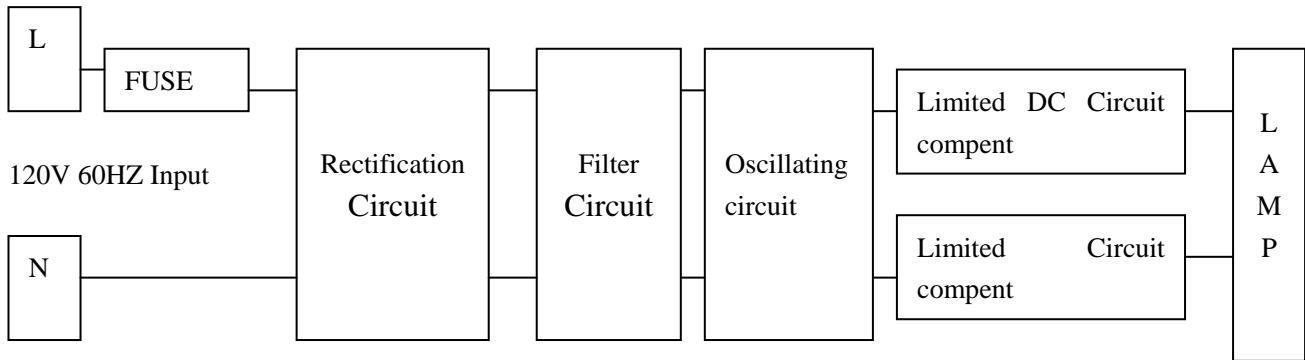 L
FUSE
120V 60HZ Input
N
Rectification
Circuit
Filter
Circuit
Oscillating
circuit
Limited DC Circuit
compent
Limited Circuit
compent
L
A
M
P